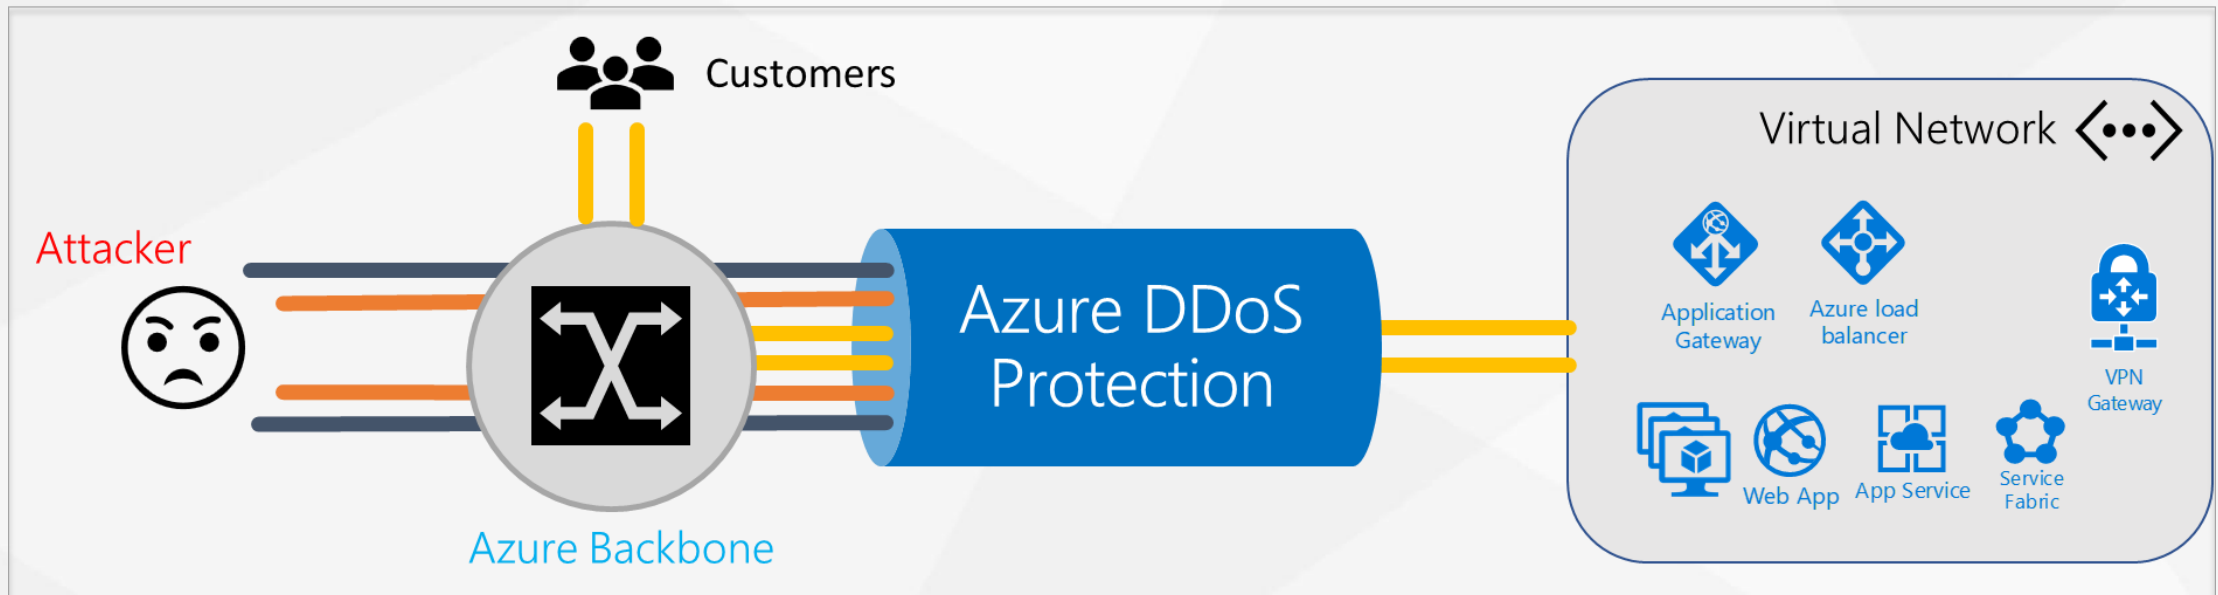 Customers
Virtual Network
Attacker
Azure DDoS
Protection
Application
Gateway
Azure load
balancer
VPN
Gateway
Web App
App Service
Service
Fabric
Azure Backbone